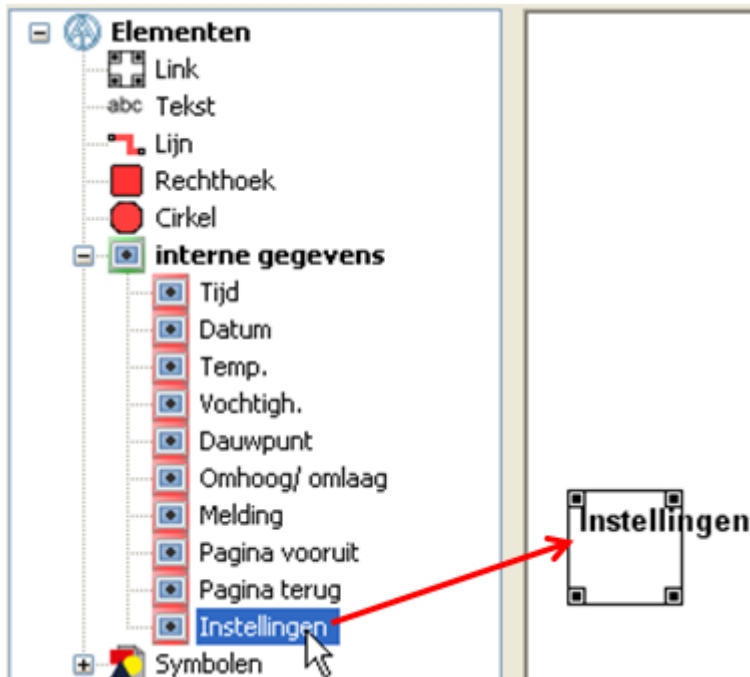 Elementen
Link
abc Tekst
Lijn
Rechthoek
Cirkel
interne gegevens
Tijd
Datum
Temp.
Vochtigh.
Dauwpunt
Omhoog/ omlaag
Melding
Pagina vooruit
Pagina terug
Instellingen
Symbolen
Instellingen